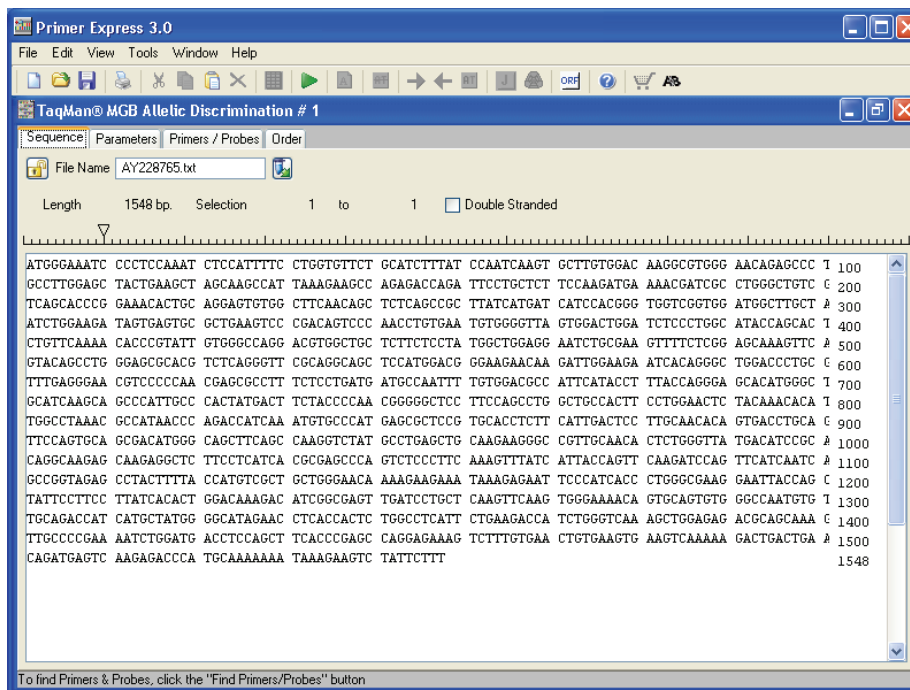 Primer Express 3.0
File Edit View Tools Window Help
ORF
TaqMan® MGB Allelic Discrimination # 1
Sequence Parameters Primers / Probes Order
File Name AY228765.txt
Length 1548 bp. Selection 1 to 1 Double Stranded
ATGGGAAATC CCCTCCAAAT CTCCATTTTC CTGGTGTTCT GCATCTTTAT CCAATCAAGT GCTTGTGGAC AAGGCGTGGG AACAGAGCCC T 100
GCCTTGGAGC TACTGAAGCT AGCAAGCCAT TAAAGAAGCC AGAGACCAGA TTCCTGCTCT TCCAAGATGA AAACGATCGC CTGGGCTGTC G 200
TCAGCACCCG GAAACACTGC AGGAGTGTGG CTTCAACAGC TCTCAGCCGC TTATCATGAT CATCCACGGG TGGTCGGTGG ATGGCTTGCT A 300
ATCTGGAAGA TAGTGAGTGC GCTGAAGTCC CGACAGTCCC AACCTGTGAA TGTGGGGTTA GTGGACTGGA TCTCCCTGGC ATACCAGCAC T 400
CTGTTCAAAA CACCCGTATT GTGGGCCAGG ACGTGGCTGC TCTTCTCCTA TGGCTGGAGG AATCTGCGAA GTTTTCTCGG AGCAAAGTTC A 500
GTACAGCCTG GGAGCGCACG TCTCAGGGTT CGCAGGCAGC TCCATGGACG GGAAGAACAA GATTGGAAGA ATCACAGGGC TGGACCCTGC G 600
TTTGAGGGAA CGTCCCCCAA CGAGCGCCTT TCTCCTGATG ATGCCAATTT TGTGGACGCC ATTCATACCT TTACCAGGGA GCACATGGGC T 700
GCATCAAGCA GCCCATTGCC CACTATGACT TCTACCCCAA CGGGGGCTCC TTCCAGCCTG GCTGCCACTT CCTGGAACTC TACAAACACA T 800
TGGCCTAAAC GCCATAACCC AGACCATCAA ATGTGCCCAT GAGCGCTCCG TGCACCTCTT CATTGACTCC TTGCAACACA GTGACCTGCA G 900
TTCCAGTGCA GCGACATGGG CAGCTTCAGC CAAGGTCTAT GCCTGAGCTG CAAGAAGGGC CGTTGCAACA CTCTGGGTTA TGACATCCGC A 1000
CAGGCAAGAG CAAGAGGCTC TTCCTCATCA CGCGAGCCCA GTCTCCCTTC AAAGTTTATC ATTACCAGTT CAAGATCCAG TTCATCAATC A 1100
GCCGGTAGAG CCTACTTTTA CCATGTCGCT GCTGGGAACA AAAGAAGAAA TAAAGAGAAT TCCCATCACC CTGGGCGAAG GAATTACCAG C 1200
TATTCCTTCC TTATCACACT GGACAAAGAC ATCGGCGAGT TGATCCTGCT CAAGTTCAAG TGGGAAAACA GTGCAGTGTG GGCCAATGTG T 1300
TGCAGACCAT CATGCTATGG GGCATAGAAC CTCACCACTC TGGCCTCATT CTGAAGACCA TCTGGGTCAA AGCTGGAGAG ACGCAGCAAA G 1400
TTGCCCCGAA AATCTGGATG ACCTCCAGCT TCACCCGAGC CAGGAGAAAG TCTTTGTGAA CTGTGAAGTG AAGTCAAAAA GACTGACTGA A 1500
CAGATGAGTC AAGAGACCCA TGCAAAAAAA TAAAGAAGTC TATTCTTT 1548
To find Primers & Probes, click the "Find Primers/Probes" button